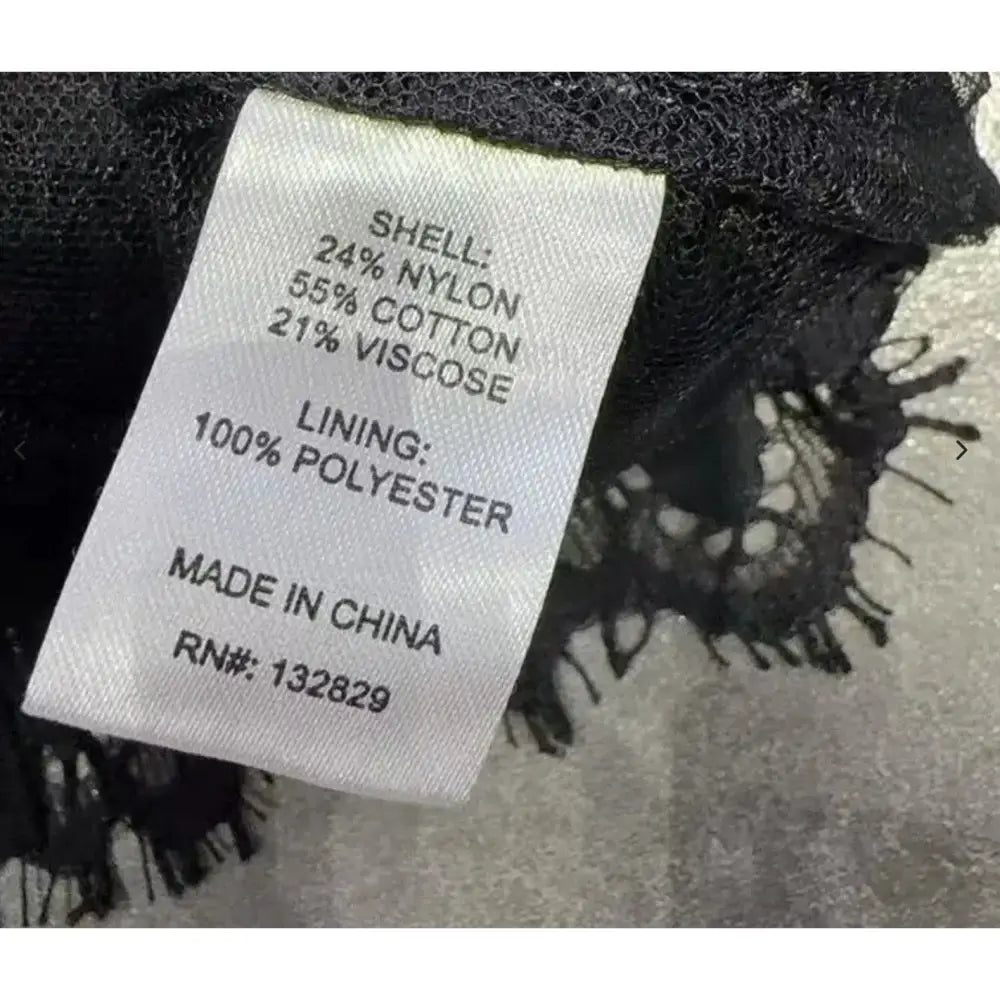 SHELL:
24% NYLON
55% COTTON
21% VISCOSE
LINING:
100% POLYESTER
MADE IN CHINA
RN#: 132829